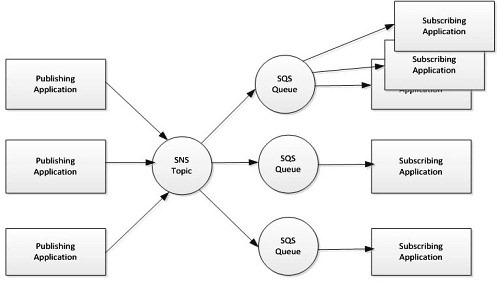 Subscribing
Application
Subscribing
Application
Application
Publishing
Application
SQS
Queue
Publishing
Application
SNS
Topic
SQS
Queue
Subscribing
Application
Publishing
Application
SQS
Queue
Subscribing
Application